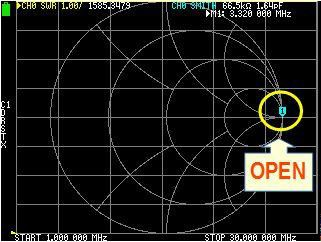 CH0 SWR 1.00/ 1585.3479 CH0 SMITH 66.5kΩ 1.64pF
M1: 3.320 000 MHz
C1
D
R
S
T
X
1
OPEN
START 1.000 000 MHz STOP 30.000 000 MHz